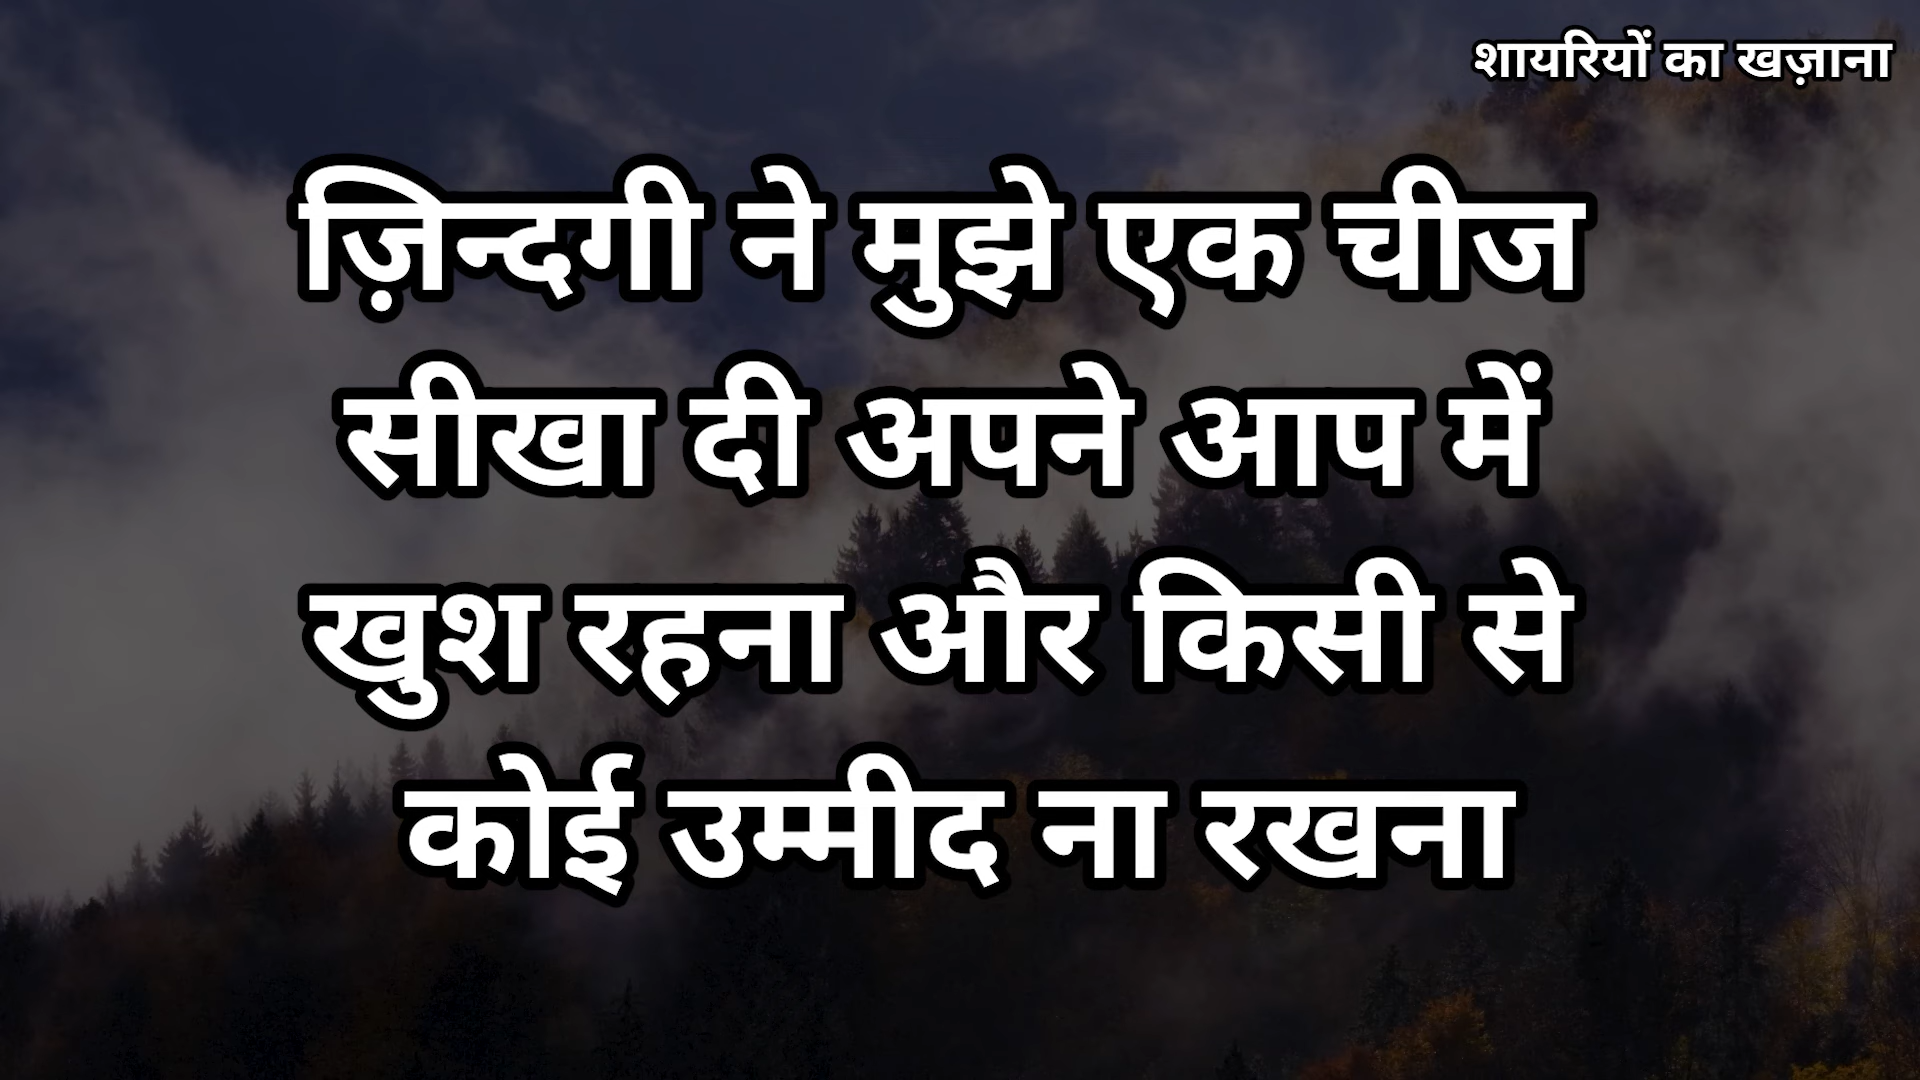 शायरियों का खज़ाना
ज़िन्दगी ने मुझे एक चीज
सीखा दी अपने आप में
खुश रहना और किसी से
कोई उम्मीद ना रखना